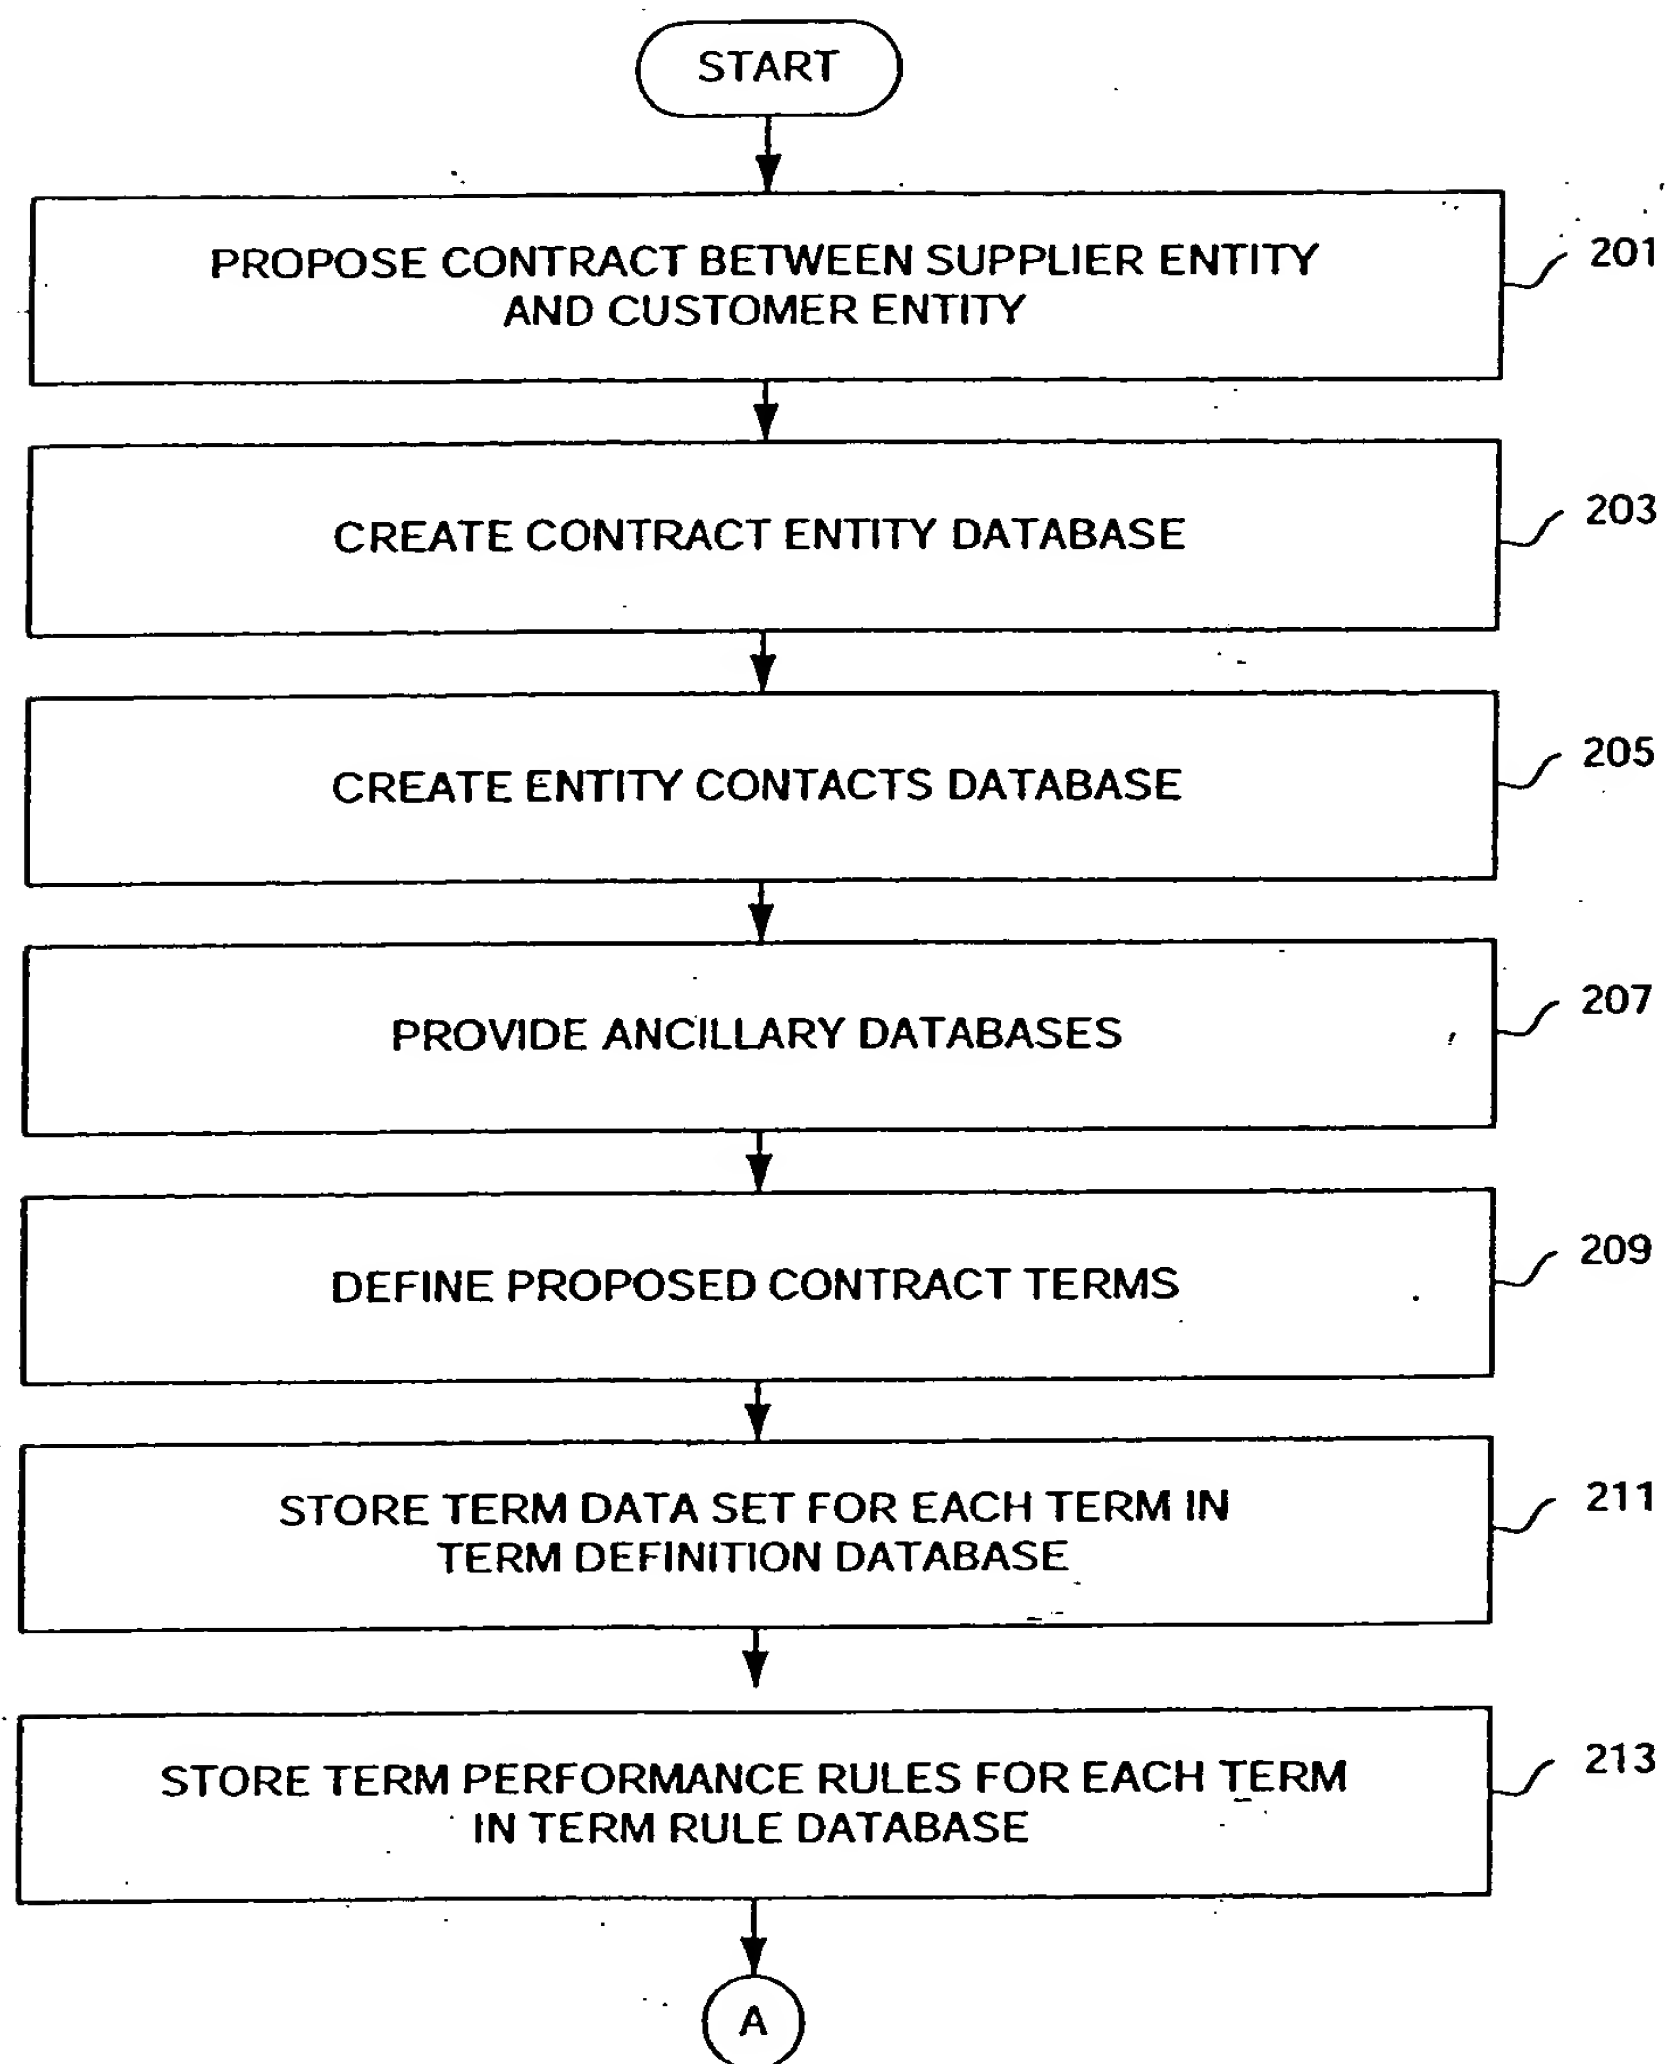 START
PROPOSE CONTRACT BETWEEN SUPPLIER ENTITY
AND CUSTOMER ENTITY
201
CREATE CONTRACT ENTITY DATABASE
203
CREATE ENTITY CONTACTS DATABASE
205
PROVIDE ANCILLARY DATABASES
207
DEFINE PROPOSED CONTRACT TERMS
209
STORE TERM DATA SET FOR EACH TERM IN
TERM DEFINITION DATABASE
211
STORE TERM PERFORMANCE RULES FOR EACH TERM
IN TERM RULE DATABASE
213
A